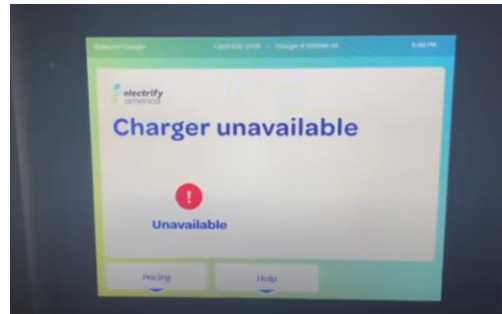 electrify
america
Charger unavailable
!
Unavailable
Pricing
Help